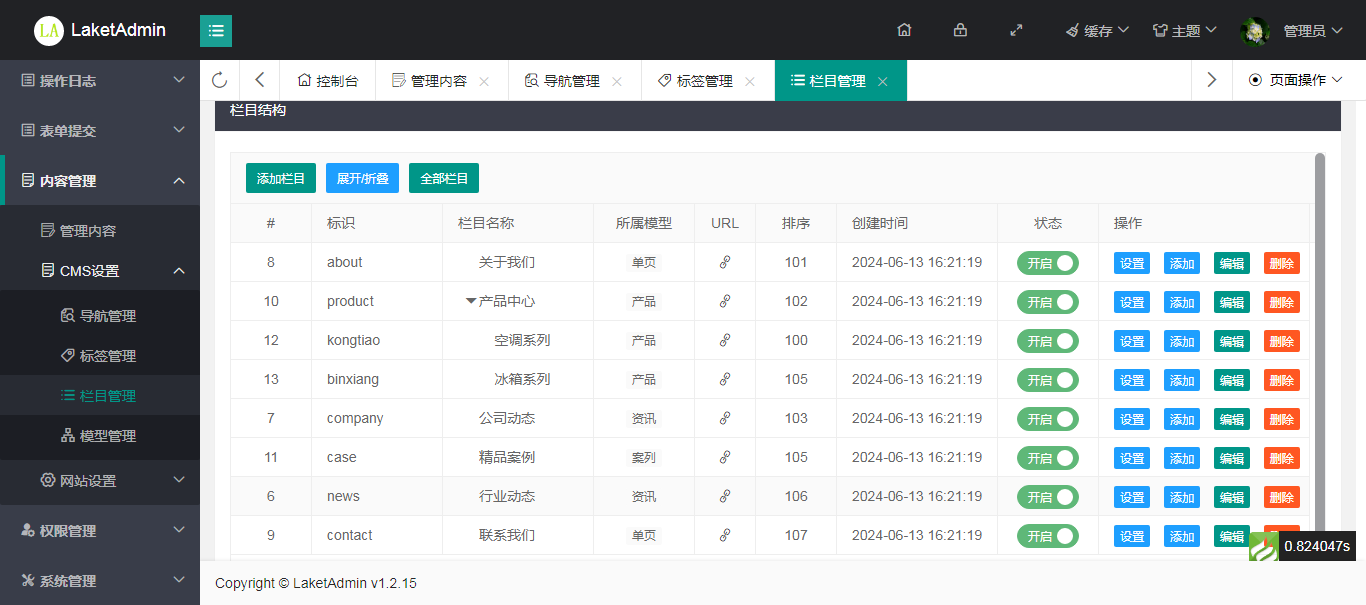 LA LaketAdmin 缓存 主题 管理员
控制台 管理内容 导航管理 标签管理 栏目管理 页面操作
操作日志
表单提交
内容管理
管理内容
CMS设置
导航管理
标签管理
栏目管理
模型管理
网站设置
权限管理
系统管理
栏目结构
添加栏目 展开/折叠 全部栏目
# 标识 栏目名称 所属模型 URL 排序 创建时间 状态 操作
8 about 关于我们 单页 101 2024-06-13 16:21:19 开启 设置 添加 编辑 删除
10 product 产品中心 产品 102 2024-06-13 16:21:19 开启 设置 添加 编辑 删除
12 kongtiao 空调系列 产品 100 2024-06-13 16:21:19 开启 设置 添加 编辑 删除
13 binxiang 冰箱系列 产品 105 2024-06-13 16:21:19 开启 设置 添加 编辑 删除
7 company 公司动态 资讯 103 2024-06-13 16:21:19 开启 设置 添加 编辑 删除
11 case 精品案例 案列 105 2024-06-13 16:21:19 开启 设置 添加 编辑 删除
6 news 行业动态 资讯 106 2024-06-13 16:21:19 开启 设置 添加 编辑 删除
9 contact 联系我们 单页 107 2024-06-13 16:21:19 开启 设置 添加 编辑
0.824047s
Copyright © LaketAdmin v1.2.15